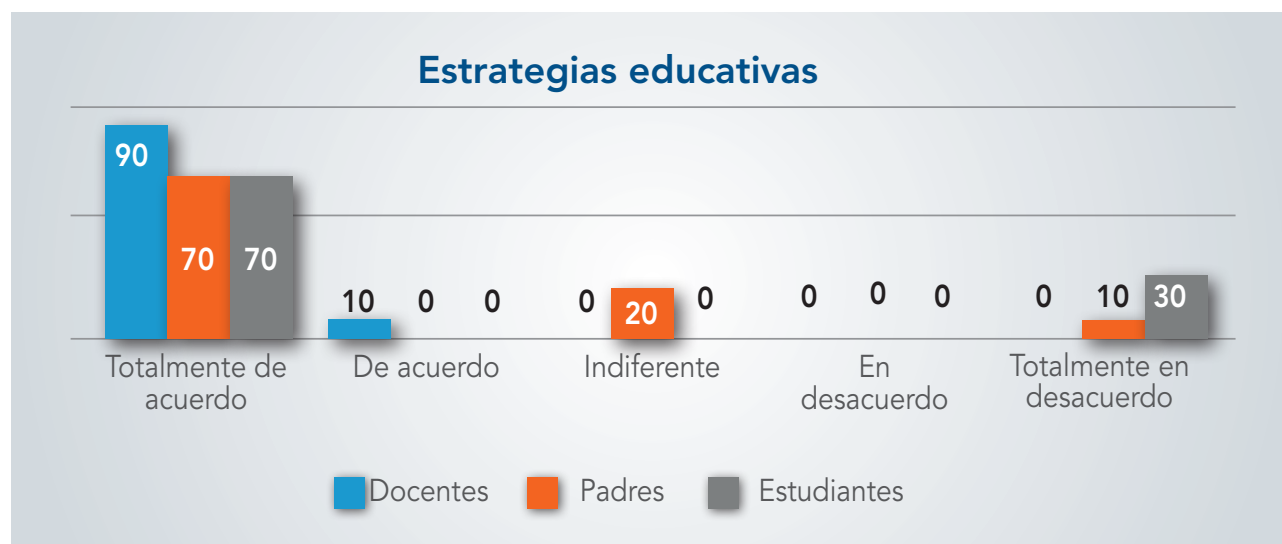 Estrategias educativas
90
70 70
10 0 0
0 20 0
0 0 0
0 10 30
Totalmente de
acuerdo
De acuerdo
Indiferente
En
desacuerdo
Totalmente en
desacuerdo
Docentes Padres Estudiantes